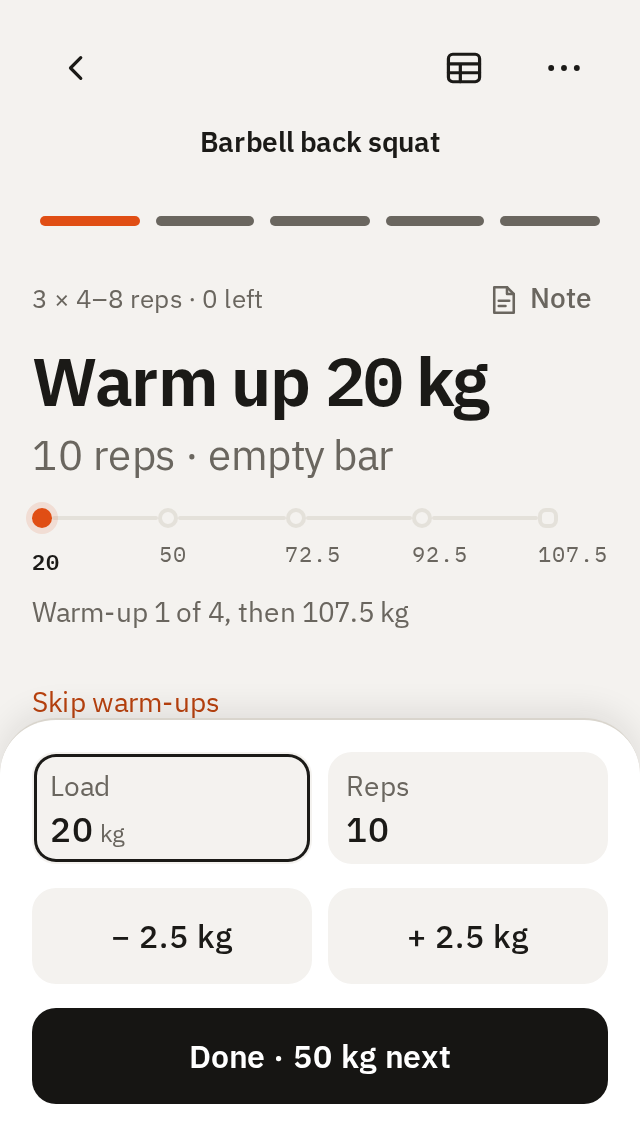 Barbell back squat
3 × 4–8 reps · 0 left
Note
Warm up 20 kg
10 reps · empty bar
20 50 72.5 92.5 107.5
Warm-up 1 of 4, then 107.5 kg
Skip warm-ups
Load
20 kg
Reps
10
− 2.5 kg
+ 2.5 kg
Done · 50 kg next